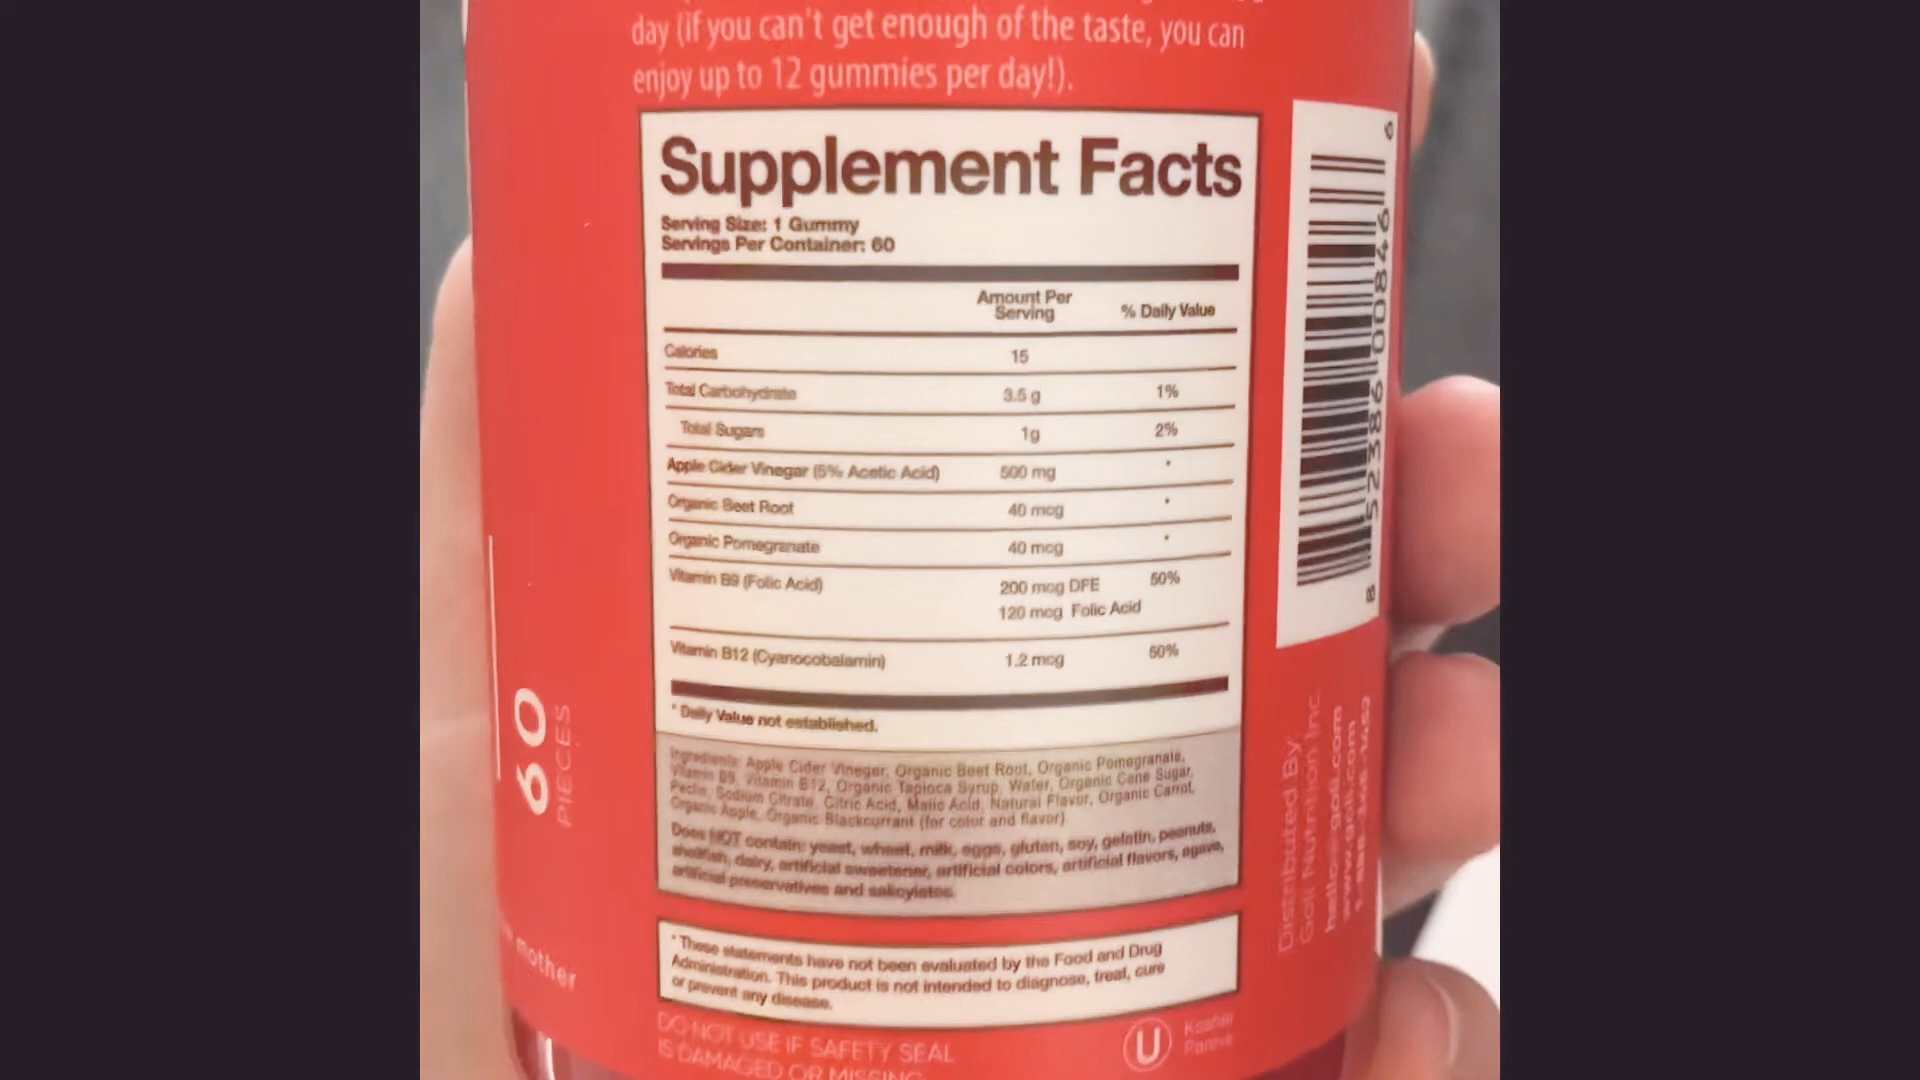 day (if you can't get enough of the taste, you can
enjoy up to 12 gummies per day!).
Supplement Facts
Serving Size: 1 Gummy
Servings Per Container: 60
Amount Per
Serving
% Daily Value
Calories 15
Total Carbohydrate 3.5 g 1%
Total Sugars 1g 2%
Apple Cider Vinegar (5% Acetic Acid) 500 mg *
Organic Beet Root 40 mcg *
Organic Pomegranate 40 mcg *
Vitamin B9 (Folic Acid) 200 mcg DFE 50%
120 mcg Folic Acid
Vitamin B12 (Cyanocobalamin) 1.2 mcg 50%
* Daily Value not established.
Ingredients: Apple Cider Vinegar, Organic Beet Root, Organic Pomegranate,
Vitamin B9, Vitamin B12, Organic Tapioca Syrup, Water, Organic Cane Sugar,
Pectin, Sodium Citrate, Citric Acid, Malic Acid, Natural Flavor, Organic Carrot,
Organic Apple, Organic Blackcurrant (for color and flavor)
Does NOT contain: yeast, wheat, milk, eggs, gluten, soy, gelatin, peanuts,
shellfish, dairy, artificial sweetener, artificial colors, artificial flavors, agave,
artificial preservatives and salicylates.
* These statements have not been evaluated by the Food and Drug
Administration. This product is not intended to diagnose, treat, cure
or prevent any disease.
DO NOT USE IF SAFETY SEAL
IS DAMAGED OR MISSING
U
Kosher
Pareve
60
PIECES
mother
8 52386 00846 6
Distributed By:
Goli Nutrition Inc.
www.goli.com